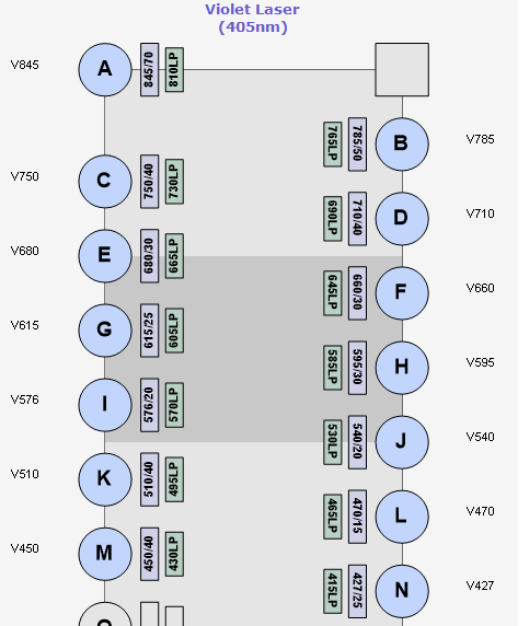 Violet Laser
(405nm)
V845
A
845/70
810LP
765LP
785/50
B
V785
V750
C
750/40
730LP
690LP
710/40
D
V710
V680
E
680/30
665LP
645LP
660/30
F
V660
V615
G
615/25
605LP
585LP
595/30
H
V595
V576
I
576/20
570LP
530LP
540/20
J
V540
V510
K
510/40
495LP
465LP
470/15
L
V470
V450
M
450/40
430LP
415LP
427/25
N
V427